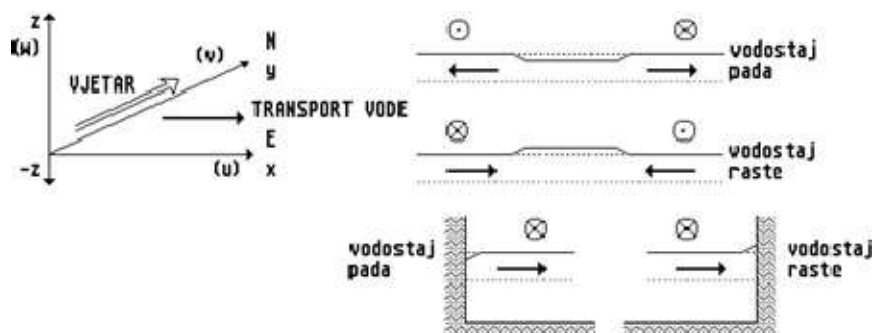 z
(w)
(v)
N
y
VJETAR
TRANSPORT VODE
E
-z
(u)
x
vodostaj
pada
vodostaj
raste
vodostaj
pada
vodostaj
raste